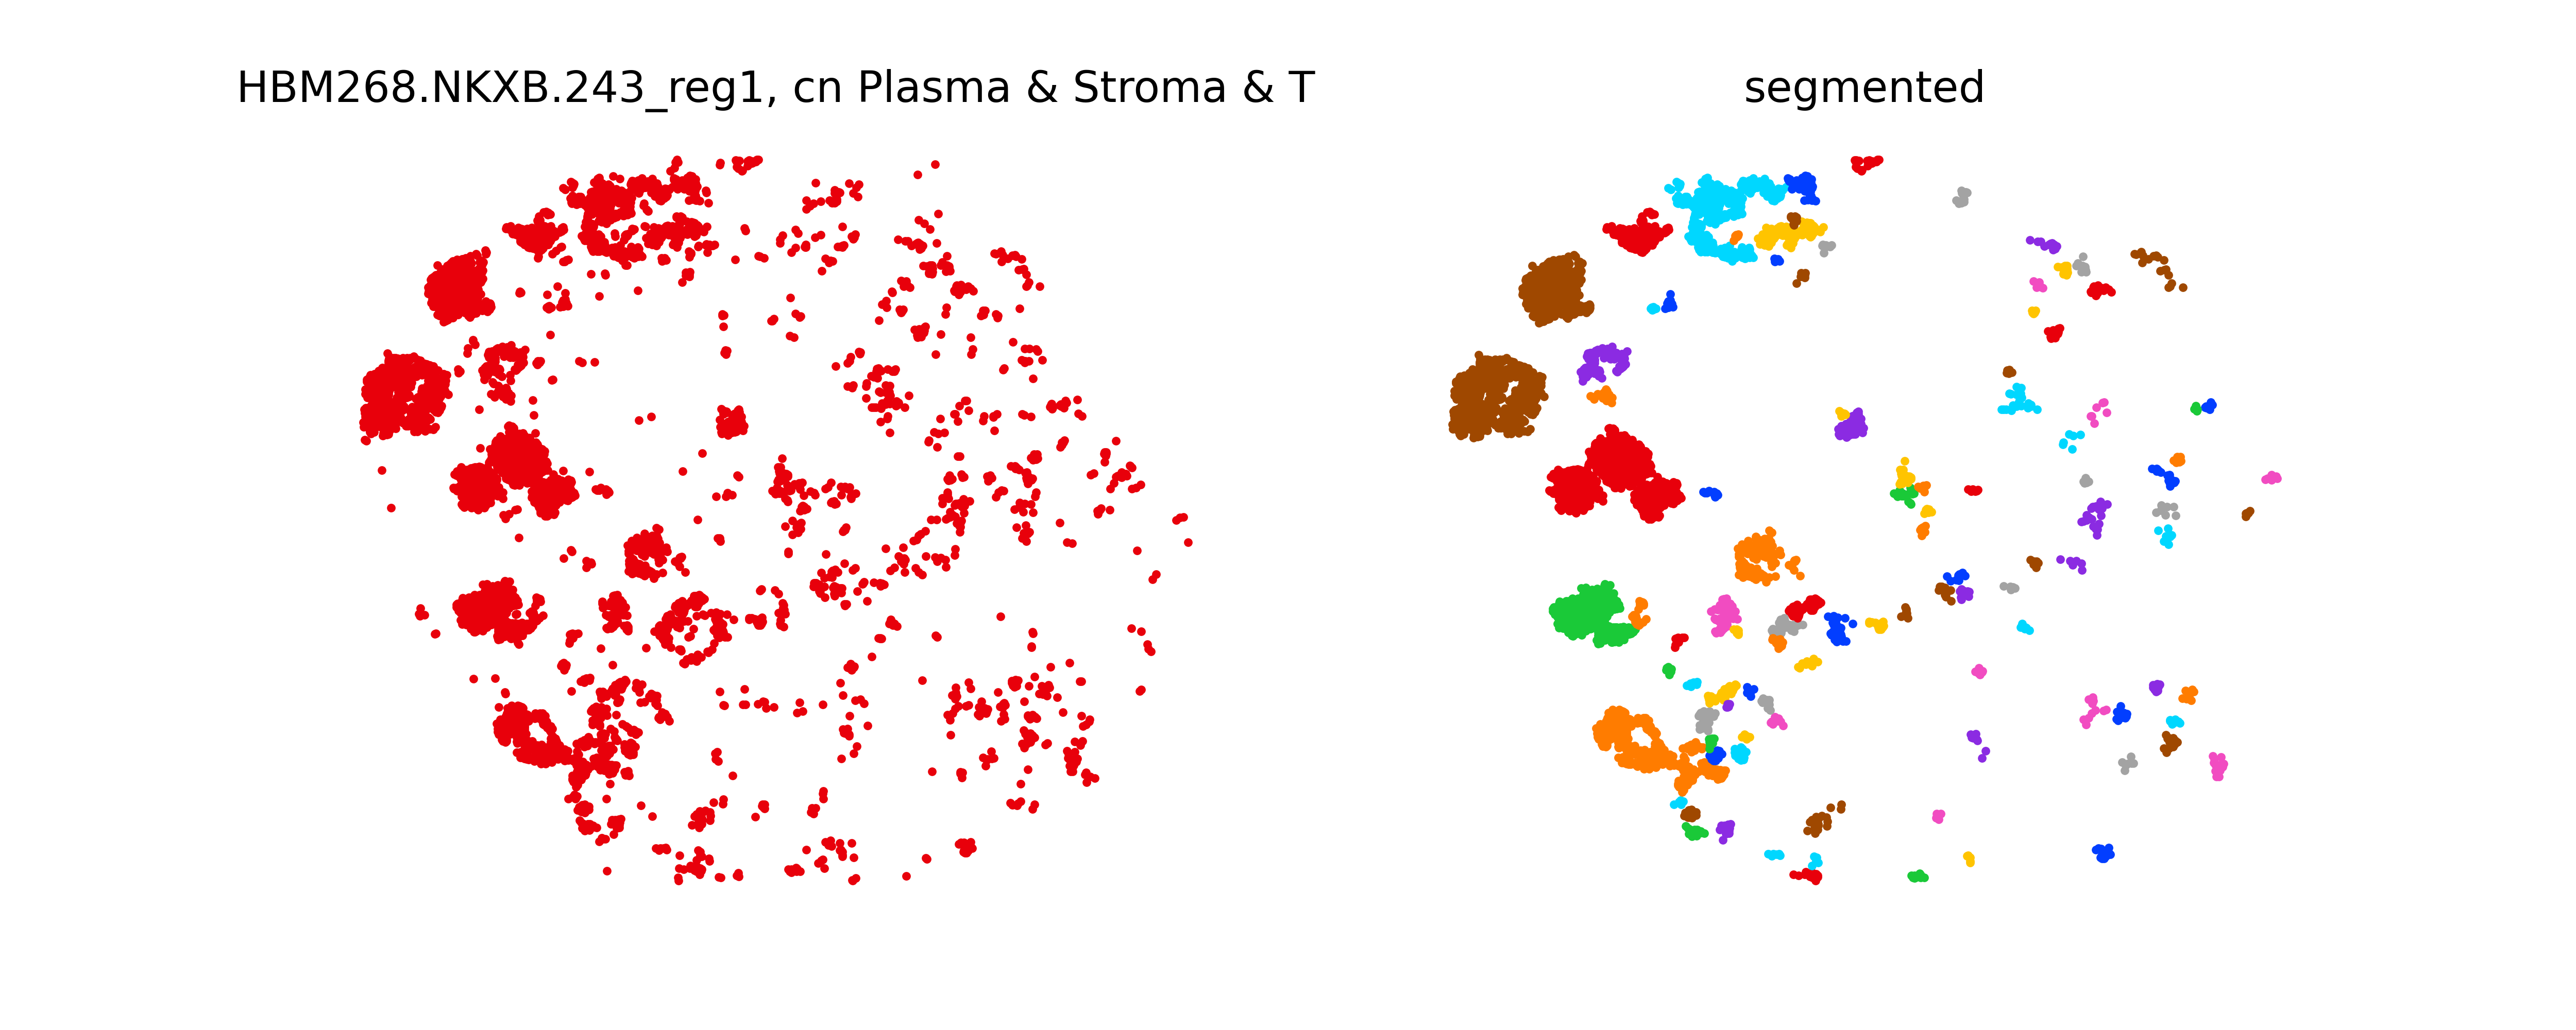 HBM268.NKXB.243_reg1, cn Plasma & Stroma & T
segmented